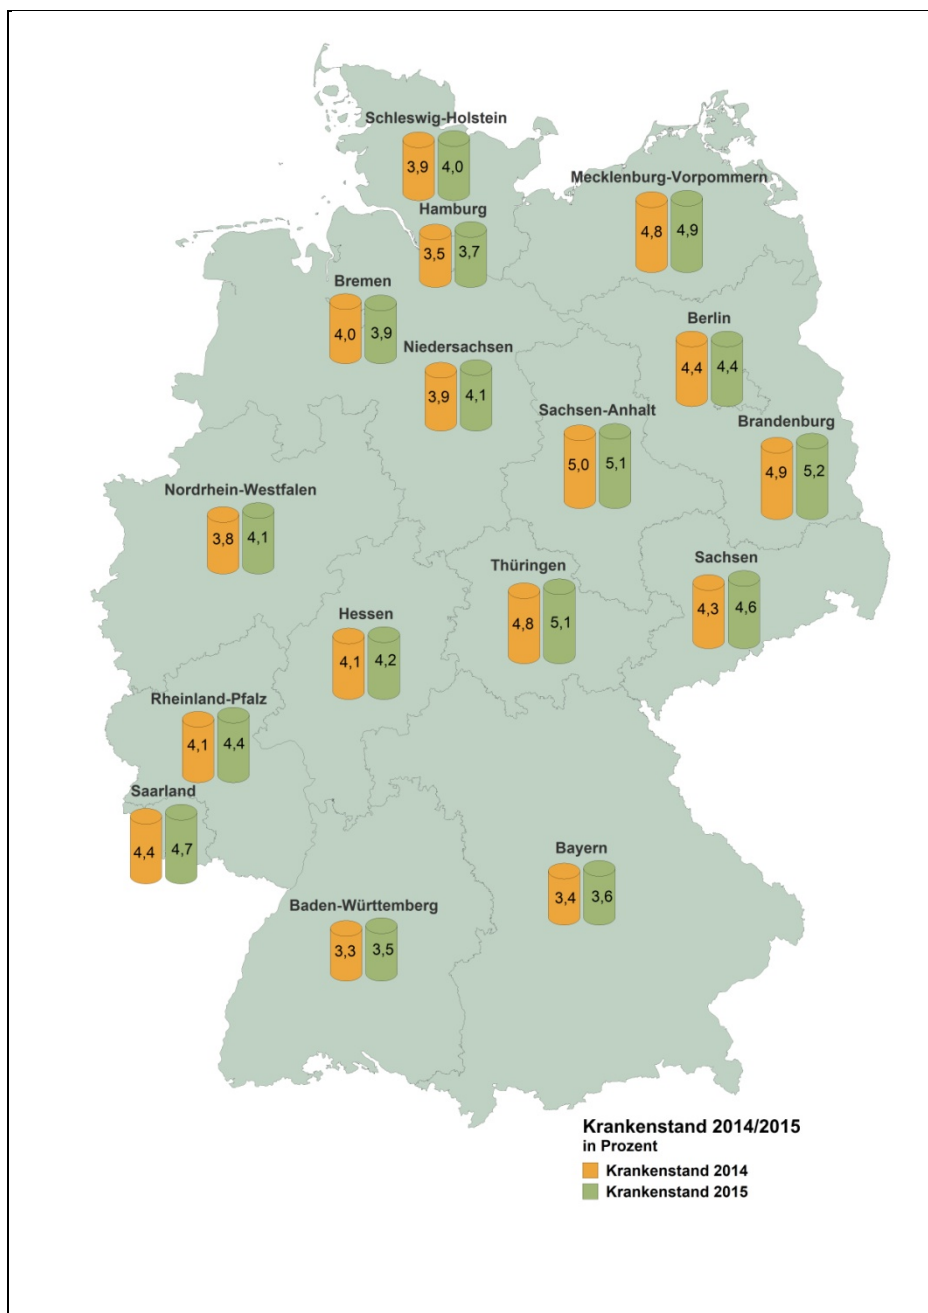 Schleswig-Holstein
3,9 4,0
Mecklenburg-Vorpommern
4,8 4,9
Hamburg
3,5 3,7
Bremen
4,0 3,9
Berlin
4,4 4,4
Niedersachsen
3,9 4,1
Sachsen-Anhalt
5,0 5,1
Brandenburg
4,9 5,2
Nordrhein-Westfalen
3,8 4,1
Sachsen
4,3 4,6
Thüringen
4,8 5,1
Hessen
4,1 4,2
Rheinland-Pfalz
4,1 4,4
Saarland
4,4 4,7
Bayern
3,4 3,6
Baden-Württemberg
3,3 3,5
Krankenstand 2014/2015
in Prozent
Krankenstand 2014
Krankenstand 2015